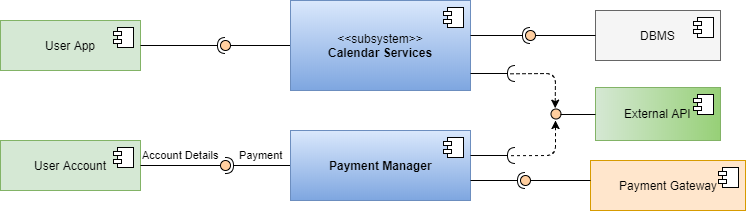 User App
<<subsystem>>
Calendar Services
DBMS
External API
User Account
Account Details
Payment
Payment Manager
Payment Gateway